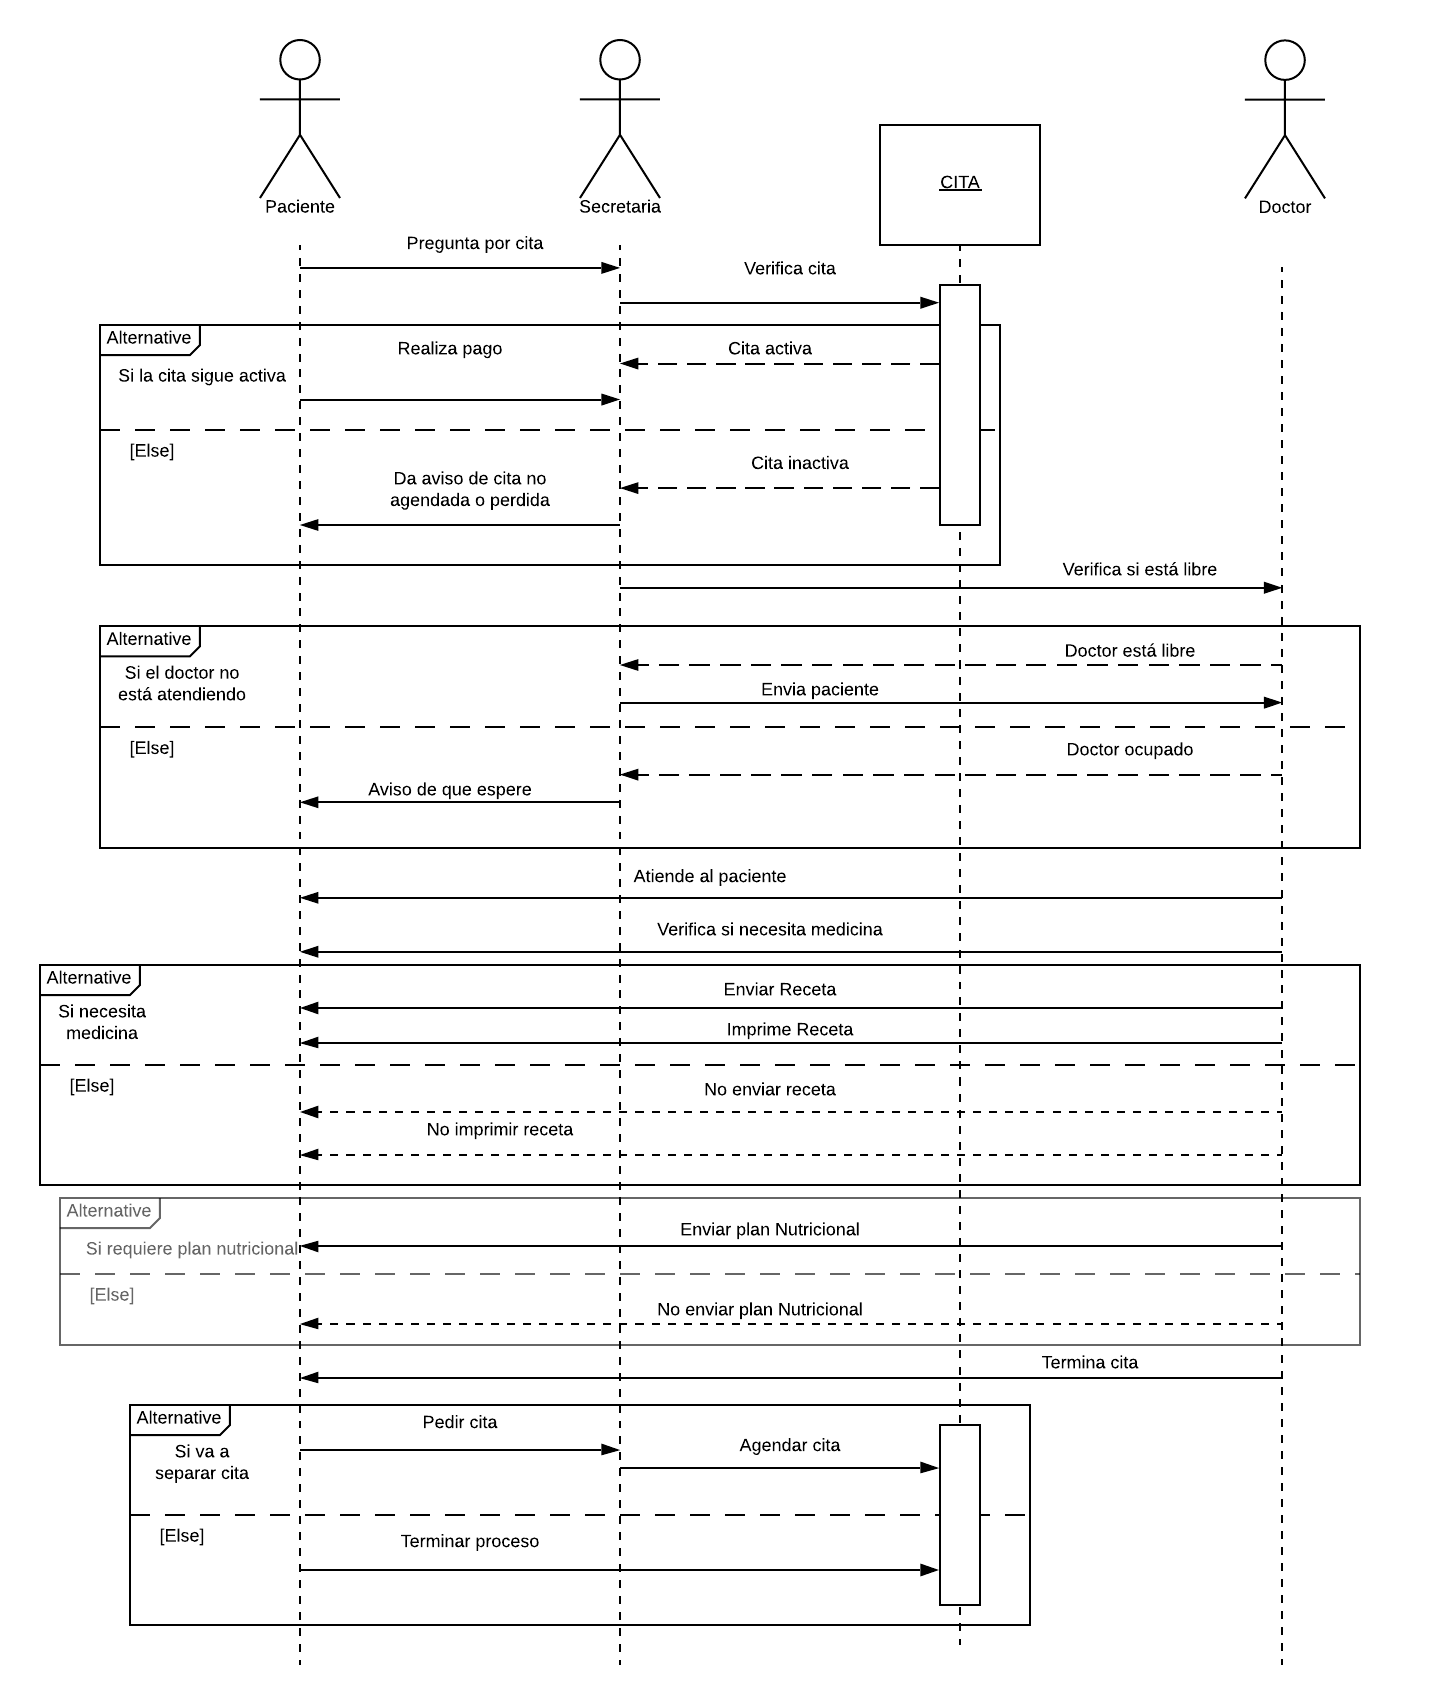 Paciente
Secretaria
CITA
Doctor
Pregunta por cita
Verifica cita
Alternative
Realiza pago
Cita activa
Si la cita sigue activa
[Else]
Cita inactiva
Da aviso de cita no
agendada o perdida
Verifica si está libre
Alternative
Doctor está libre
Si el doctor no
está atendiendo
Envia paciente
[Else]
Doctor ocupado
Aviso de que espere
Atiende al paciente
Verifica si necesita medicina
Alternative
Enviar Receta
Si necesita
medicina
Imprime Receta
[Else]
No enviar receta
No imprimir receta
Alternative
Enviar plan Nutricional
Si requiere plan nutricional
[Else]
No enviar plan Nutricional
Termina cita
Alternative
Pedir cita
Agendar cita
Si va a
separar cita
[Else]
Terminar proceso